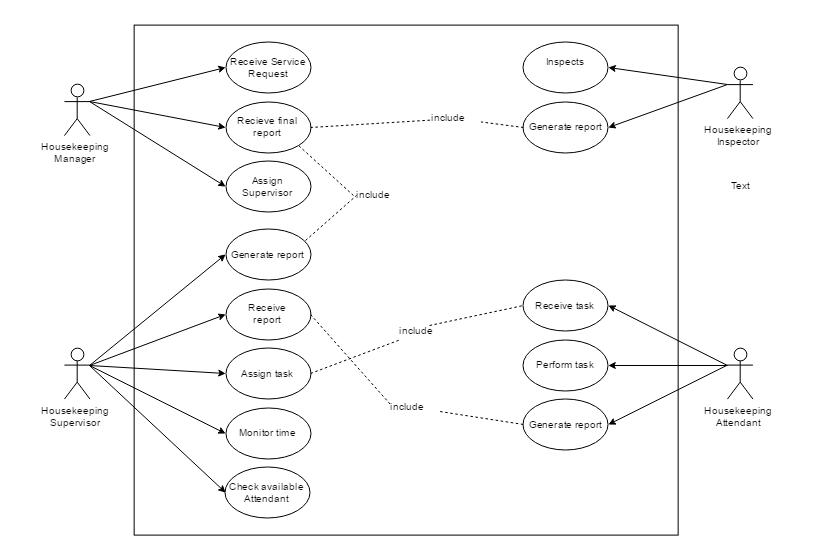 Receive Service
Request
Inspects
Housekeeping
Manager
Recieve final
report
include
Generate report
Housekeeping
Inspector
Assign
Supervisor
Text
include
Generate report
Receive
report
Receive task
include
Assign task
Perform task
Housekeeping
Supervisor
include
Generate report
Housekeeping
Attendant
Monitor time
Check available
Attendant